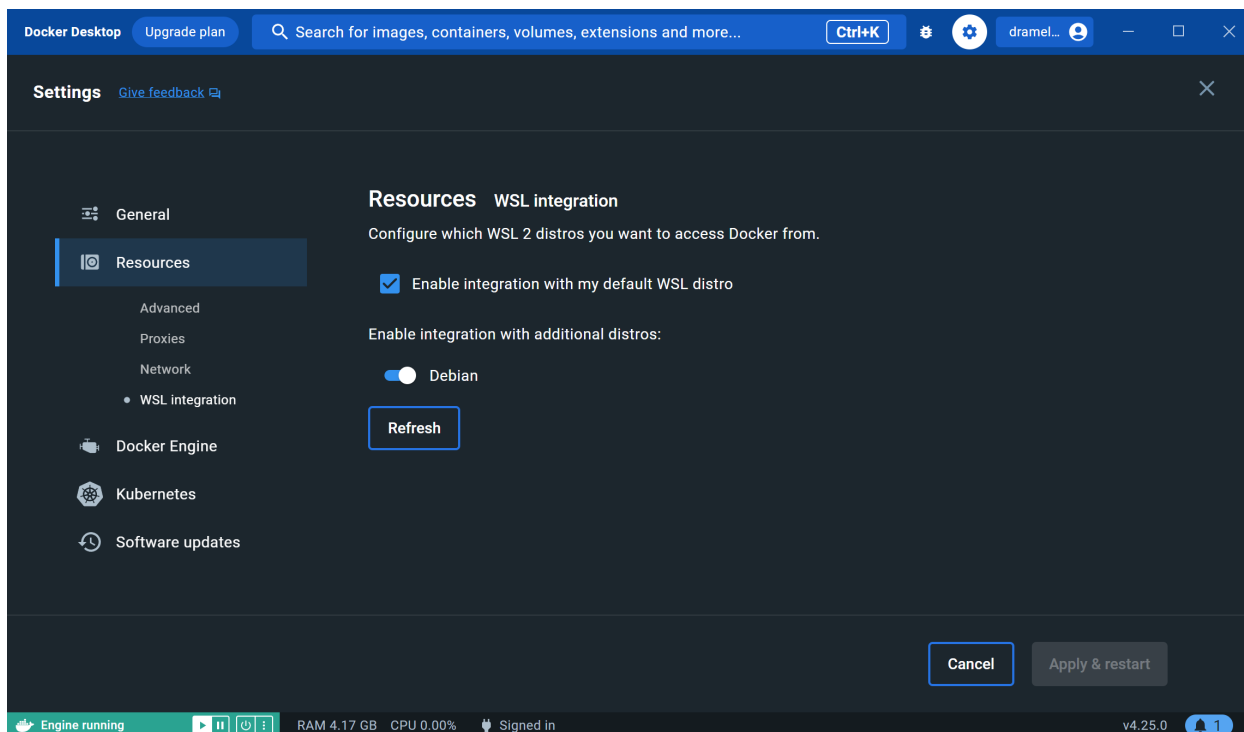 Docker Desktop Upgrade plan Search for images, containers, volumes, extensions and more... Ctrl+K dramel...
Settings Give feedback
General
Resources
Advanced
Proxies
Network
WSL integration
Docker Engine
Kubernetes
Software updates
Resources WSL integration
Configure which WSL 2 distros you want to access Docker from.
Enable integration with my default WSL distro
Enable integration with additional distros:
Debian
Refresh
Cancel Apply & restart
Engine running RAM 4.17 GB CPU 0.00% Signed in v4.25.0 1